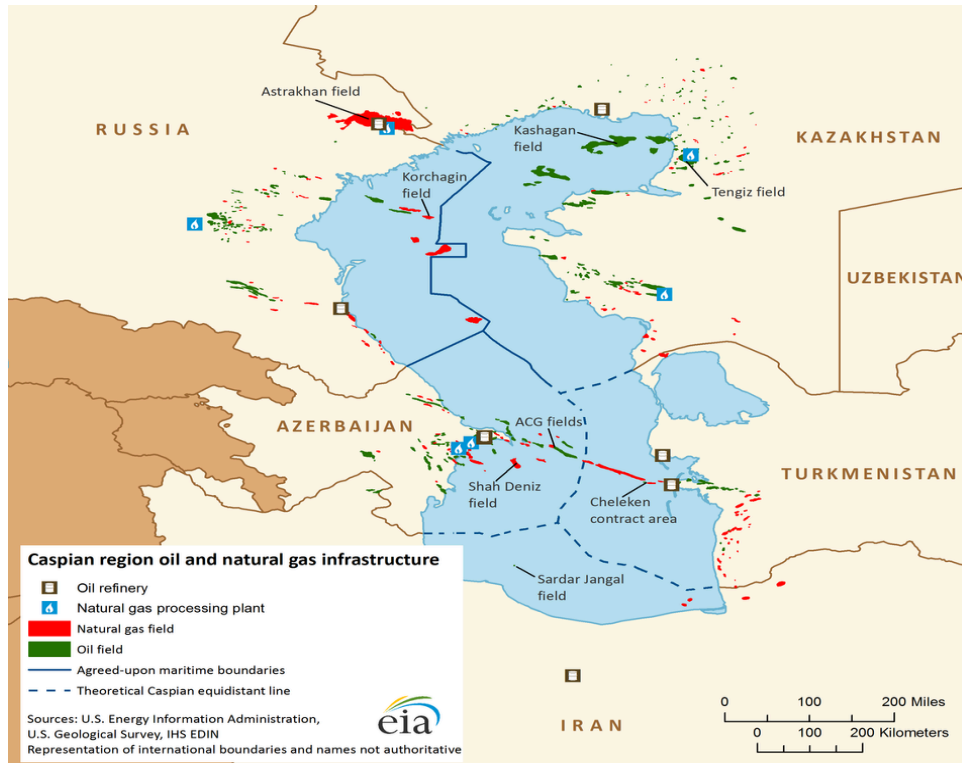 Astrakhan field
RUSSIA
Kashagan
field
KAZAKHSTAN
Korchagin
field
Tengiz field
UZBEKISTAN
AZERBAIJAN
ACG fields
TURKMENISTAN
Shah Deniz
field
Cheleken
contract area
Sardar Jangal
field
IRAN
Caspian region oil and natural gas infrastructure
Oil refinery
Natural gas processing plant
Natural gas field
Oil field
Agreed-upon maritime boundaries
Theoretical Caspian equidistant line
Sources: U.S. Energy Information Administration,
U.S. Geological Survey, IHS EDIN
Representation of international boundaries and names not authoritative
eia
0 100 200 Miles
0 100 200 Kilometers